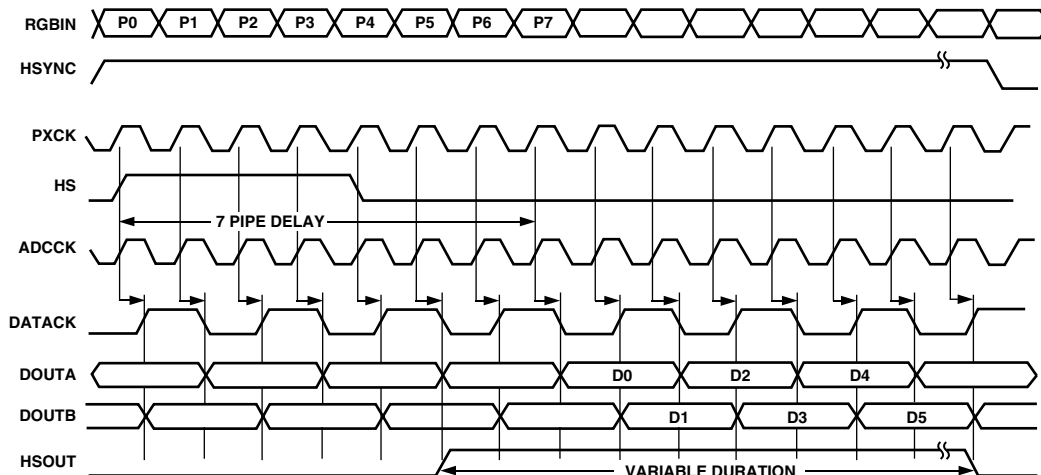 RGBIN P0 P1 P2 P3 P4 P5 P6 P7
HSYNC
PXCK
HS
7 PIPE DELAY
ADCCK
DATACK
DOUTA D0 D2 D4
DOUTB D1 D3 D5
HSOUT
VARIABLE DURATION